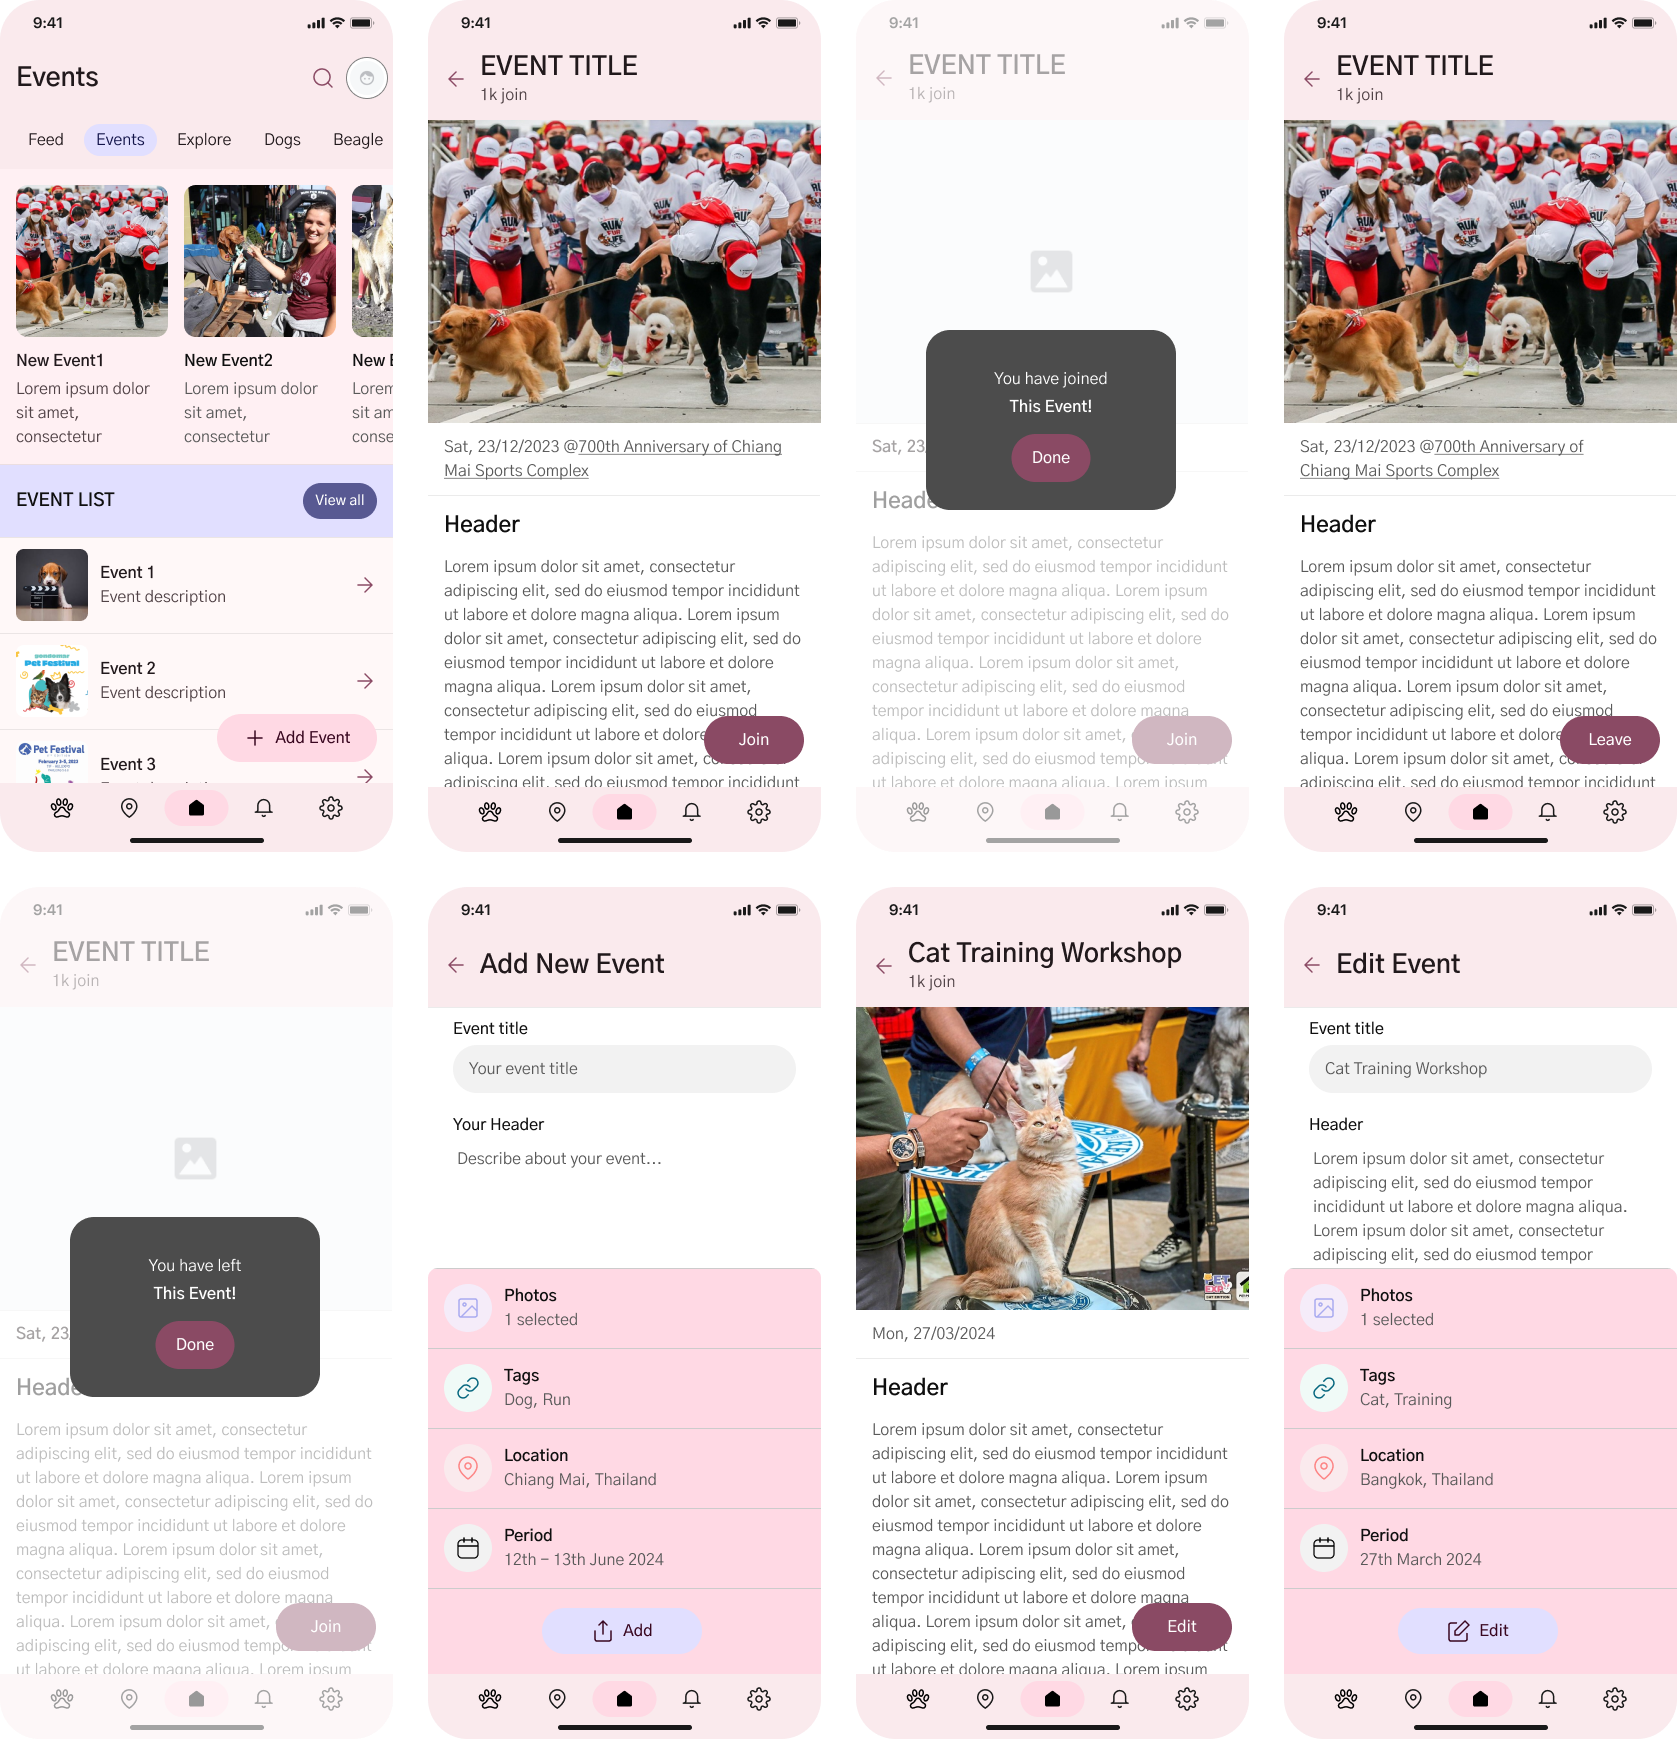 9:41
Events
Feed Events Explore Dogs Beagle
New Event1
Lorem ipsum dolor
sit amet,
consectetur
New Event2
Lorem ipsum dolor
sit amet,
consectetur
New
Lorem
sit am
conse
EVENT LIST
View all
Event 1
Event description
PET FESTIVAL
Event 2
Event description
Pet Festival
February 3-5, 2023
Event 3
Add Event
9:41
EVENT TITLE
1k join
RUN
FOR
LIFE
Sat, 23/12/2023 @700th Anniversary of Chiang
Mai Sports Complex
Header
Lorem ipsum dolor sit amet, consectetur
adipiscing elit, sed do eiusmod tempor incididunt
ut labore et dolore magna aliqua. Lorem ipsum
dolor sit amet, consectetur adipiscing elit, sed do
eiusmod tempor incididunt ut labore et dolore
magna aliqua. Lorem ipsum dolor sit amet,
consectetur adipiscing elit, sed do eiusmod
tempor incididunt ut labore et dolore
aliqua. Lorem ipsum dolor sit amet,
adipiscing elit, sed do eiusmod tempor incididunt
Join
9:41
EVENT TITLE
1k join
You have joined
This Event!
Done
Sat, 23
Heade
Lorem ipsum dolor sit amet, consectetur
adipiscing elit, sed do eiusmod tempor incididunt
ut labore et dolore magna aliqua. Lorem ipsum
dolor sit amet, consectetur adipiscing elit, sed do
eiusmod tempor incididunt ut labore et dolore
magna aliqua. Lorem ipsum dolor sit amet,
consectetur adipiscing elit, sed do eiusmod
tempor incididunt ut labore et dolore magna
aliqua. Lorem ipsum dolor sit amet,
adipiscing elit, sed do eiusmod tempo
ut labore et dolore magna aliqua. Lorem ipsum
Join
9:41
EVENT TITLE
1k join
RUN
FOR
LIFE
Sat, 23/12/2023 @700th Anniversary of
Chiang Mai Sports Complex
Header
Lorem ipsum dolor sit amet, consectetur
adipiscing elit, sed do eiusmod tempor incididunt
ut labore et dolore magna aliqua. Lorem ipsum
dolor sit amet, consectetur adipiscing elit, sed do
eiusmod tempor incididunt ut labore et dolore
magna aliqua. Lorem ipsum dolor sit amet,
consectetur adipiscing elit, sed do eiusmod
tempor incididunt ut labore et dolore
aliqua. Lorem ipsum dolor sit amet,
adipiscing elit, sed do eiusmod tempor incididunt
Leave
9:41
EVENT TITLE
1k join
You have left
This Event!
Done
Sat, 23
Heade
Lorem ipsum dolor sit amet, consectetur
adipiscing elit, sed do eiusmod tempor incididunt
ut labore et dolore magna aliqua. Lorem ipsum
dolor sit amet, consectetur adipiscing elit, sed do
eiusmod tempor incididunt ut labore et dolore
magna aliqua. Lorem ipsum dolor sit amet,
consectetur adipiscing elit, sed do eiusmod
tempor incididunt ut labore et dolore magna
aliqua. Lorem ipsum dolor sit amet,
adipiscing elit, sed do eiusmod tempo
ut labore et dolore magna aliqua. Lorem ipsum
Join
9:41
Add New Event
Event title
Your event title
Your Header
Describe about your event...
Photos
1 selected
Tags
Dog, Run
Location
Chiang Mai, Thailand
Period
12th – 13th June 2024
Add
9:41
Cat Training Workshop
1k join
PET
EXPO
Mon, 27/03/2024
Header
Lorem ipsum dolor sit amet, consectetur
adipiscing elit, sed do eiusmod tempor incididunt
ut labore et dolore magna aliqua. Lorem ipsum
dolor sit amet, consectetur adipiscing elit, sed do
eiusmod tempor incididunt ut labore et dolore
magna aliqua. Lorem ipsum dolor sit amet,
consectetur adipiscing elit, sed do eiusmod
tempor incididunt ut labore et dolore magna
aliqua. Lorem ipsum dolor sit amet,
adipiscing elit, sed do eiusmod tempo
ut labore et dolore magna aliqua. Lorem ipsum
Edit
9:41
Edit Event
Event title
Cat Training Workshop
Header
Lorem ipsum dolor sit amet, consectetur
adipiscing elit, sed do eiusmod tempor
incididunt ut labore et dolore magna aliqua.
Lorem ipsum dolor sit amet, consectetur
adipiscing elit, sed do eiusmod tempor
Photos
1 selected
Tags
Cat, Training
Location
Bangkok, Thailand
Period
27th March 2024
Edit